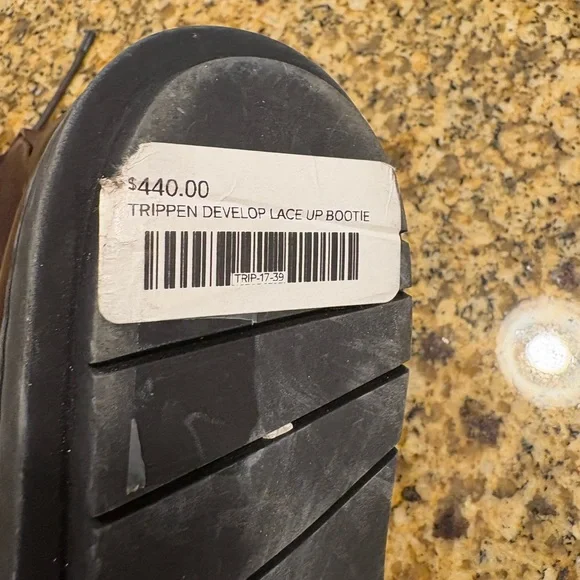 $440.00
TRIPPEN DEVELOP LACE UP BOOTIE
TRIP-17-39